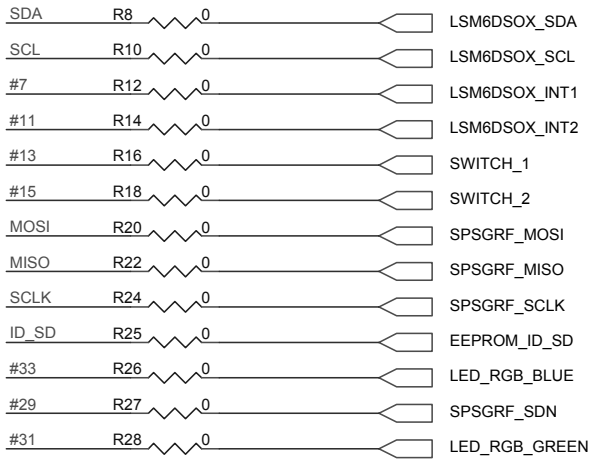 SDA R8 0 LSM6DSOX_SDA
SCL R10 0 LSM6DSOX_SCL
#7 R12 0 LSM6DSOX_INT1
#11 R14 0 LSM6DSOX_INT2
#13 R16 0 SWITCH_1
#15 R18 0 SWITCH_2
MOSI R20 0 SPSGRF_MOSI
MISO R22 0 SPSGRF_MISO
SCLK R24 0 SPSGRF_SCLK
ID_SD R25 0 EEPROM_ID_SD
#33 R26 0 LED_RGB_BLUE
#29 R27 0 SPSGRF_SDN
#31 R28 0 LED_RGB_GREEN